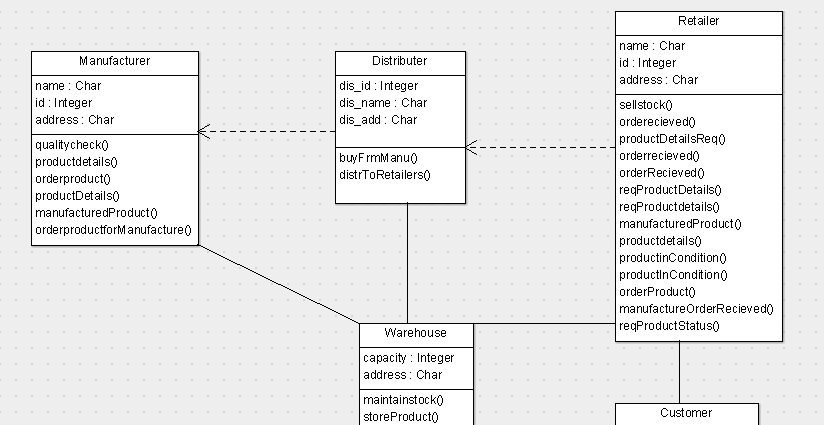 Manufacturer
name : Char
id : Integer
address : Char
qualitycheck()
productdetails()
orderproduct()
productDetails()
manufacturedProduct()
orderproductforManufacture()
Distributer
dis_id : Integer
dis_name : Char
dis_add : Char
buyFrmManu()
distrToRetailers()
Retailer
name : Char
id : Integer
address : Char
sellstock()
orderecieved()
productDetailsReq()
orderrecieved()
orderRecieved()
reqProductDetails()
reqProductdetails()
manufacturedProduct()
productdetails()
productinCondition()
productInCondition()
orderProduct()
manufactureOrderRecieved()
reqProductStatus()
Warehouse
capacity : Integer
address : Char
maintainstock()
storeProduct()
Customer